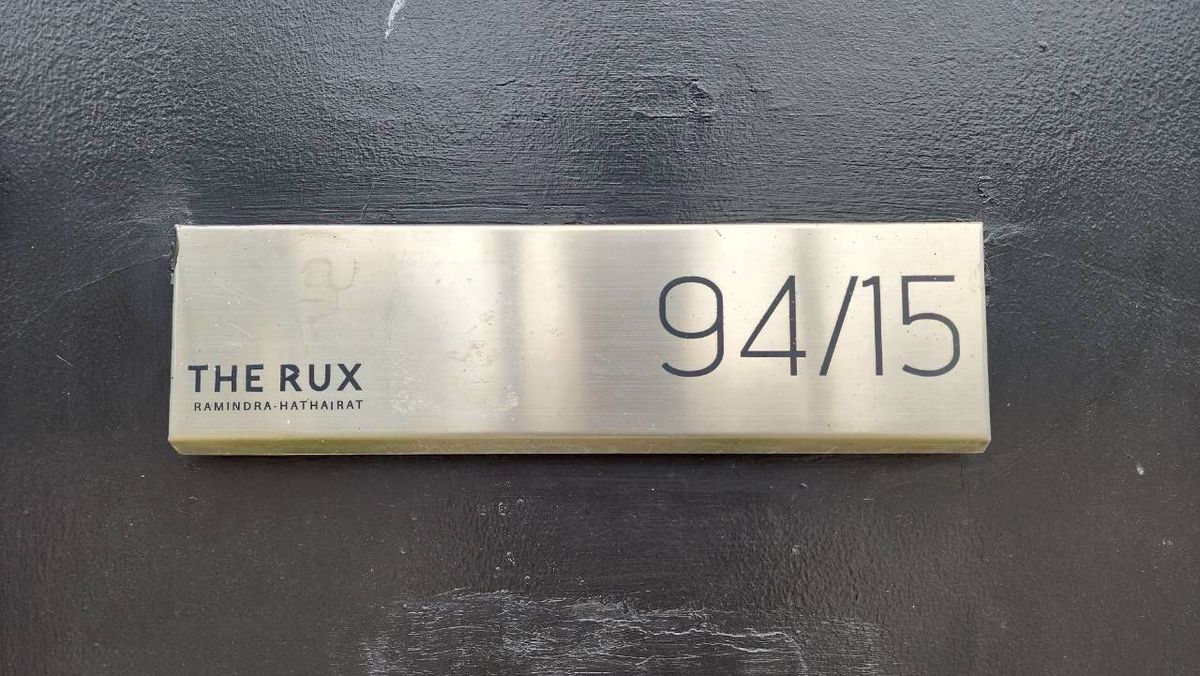 THE RUX
RAMINDRA-HATHAIRAT
94/15